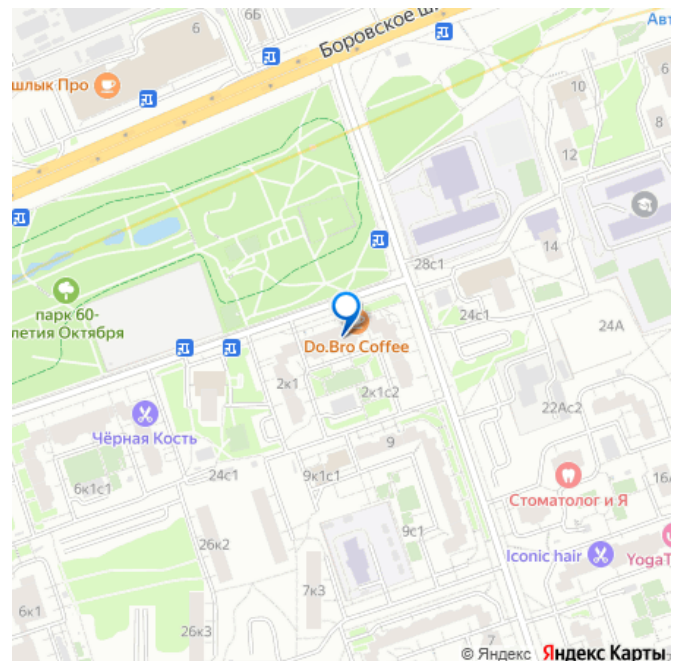 6Б
6
Боровское ш
Авт
шлык Про
10
6
8
12
14
28с1
парк 60-
летия Октября
24с1
24А
Do.Bro Coffee
2к1
2к1с2
22Ас2
Чёрная Кость
9
24с1
9к1с1
6к1с1
16
Стоматолог и Я
9с1
26к2
Iconic hair
YogaT
7к3
6к1
26к3
7
© Яндекс Яндекс Карты